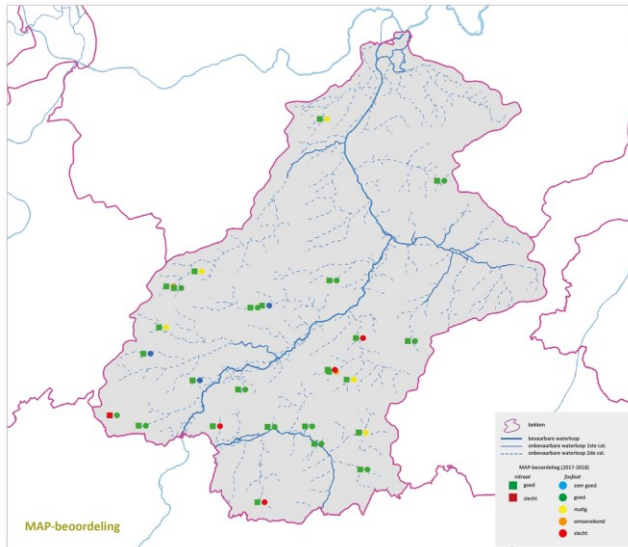 bekken
bevaarbare waterloop
onbevaarbare waterloop 1ste cat.
onbevaarbare waterloop 2de cat.
MAP-beoordeling (2017-2018)
nitraat
fosfaat
goed
slecht
zeer goed
goed
matig
ontoereikend
slecht
MAP-beoordeling